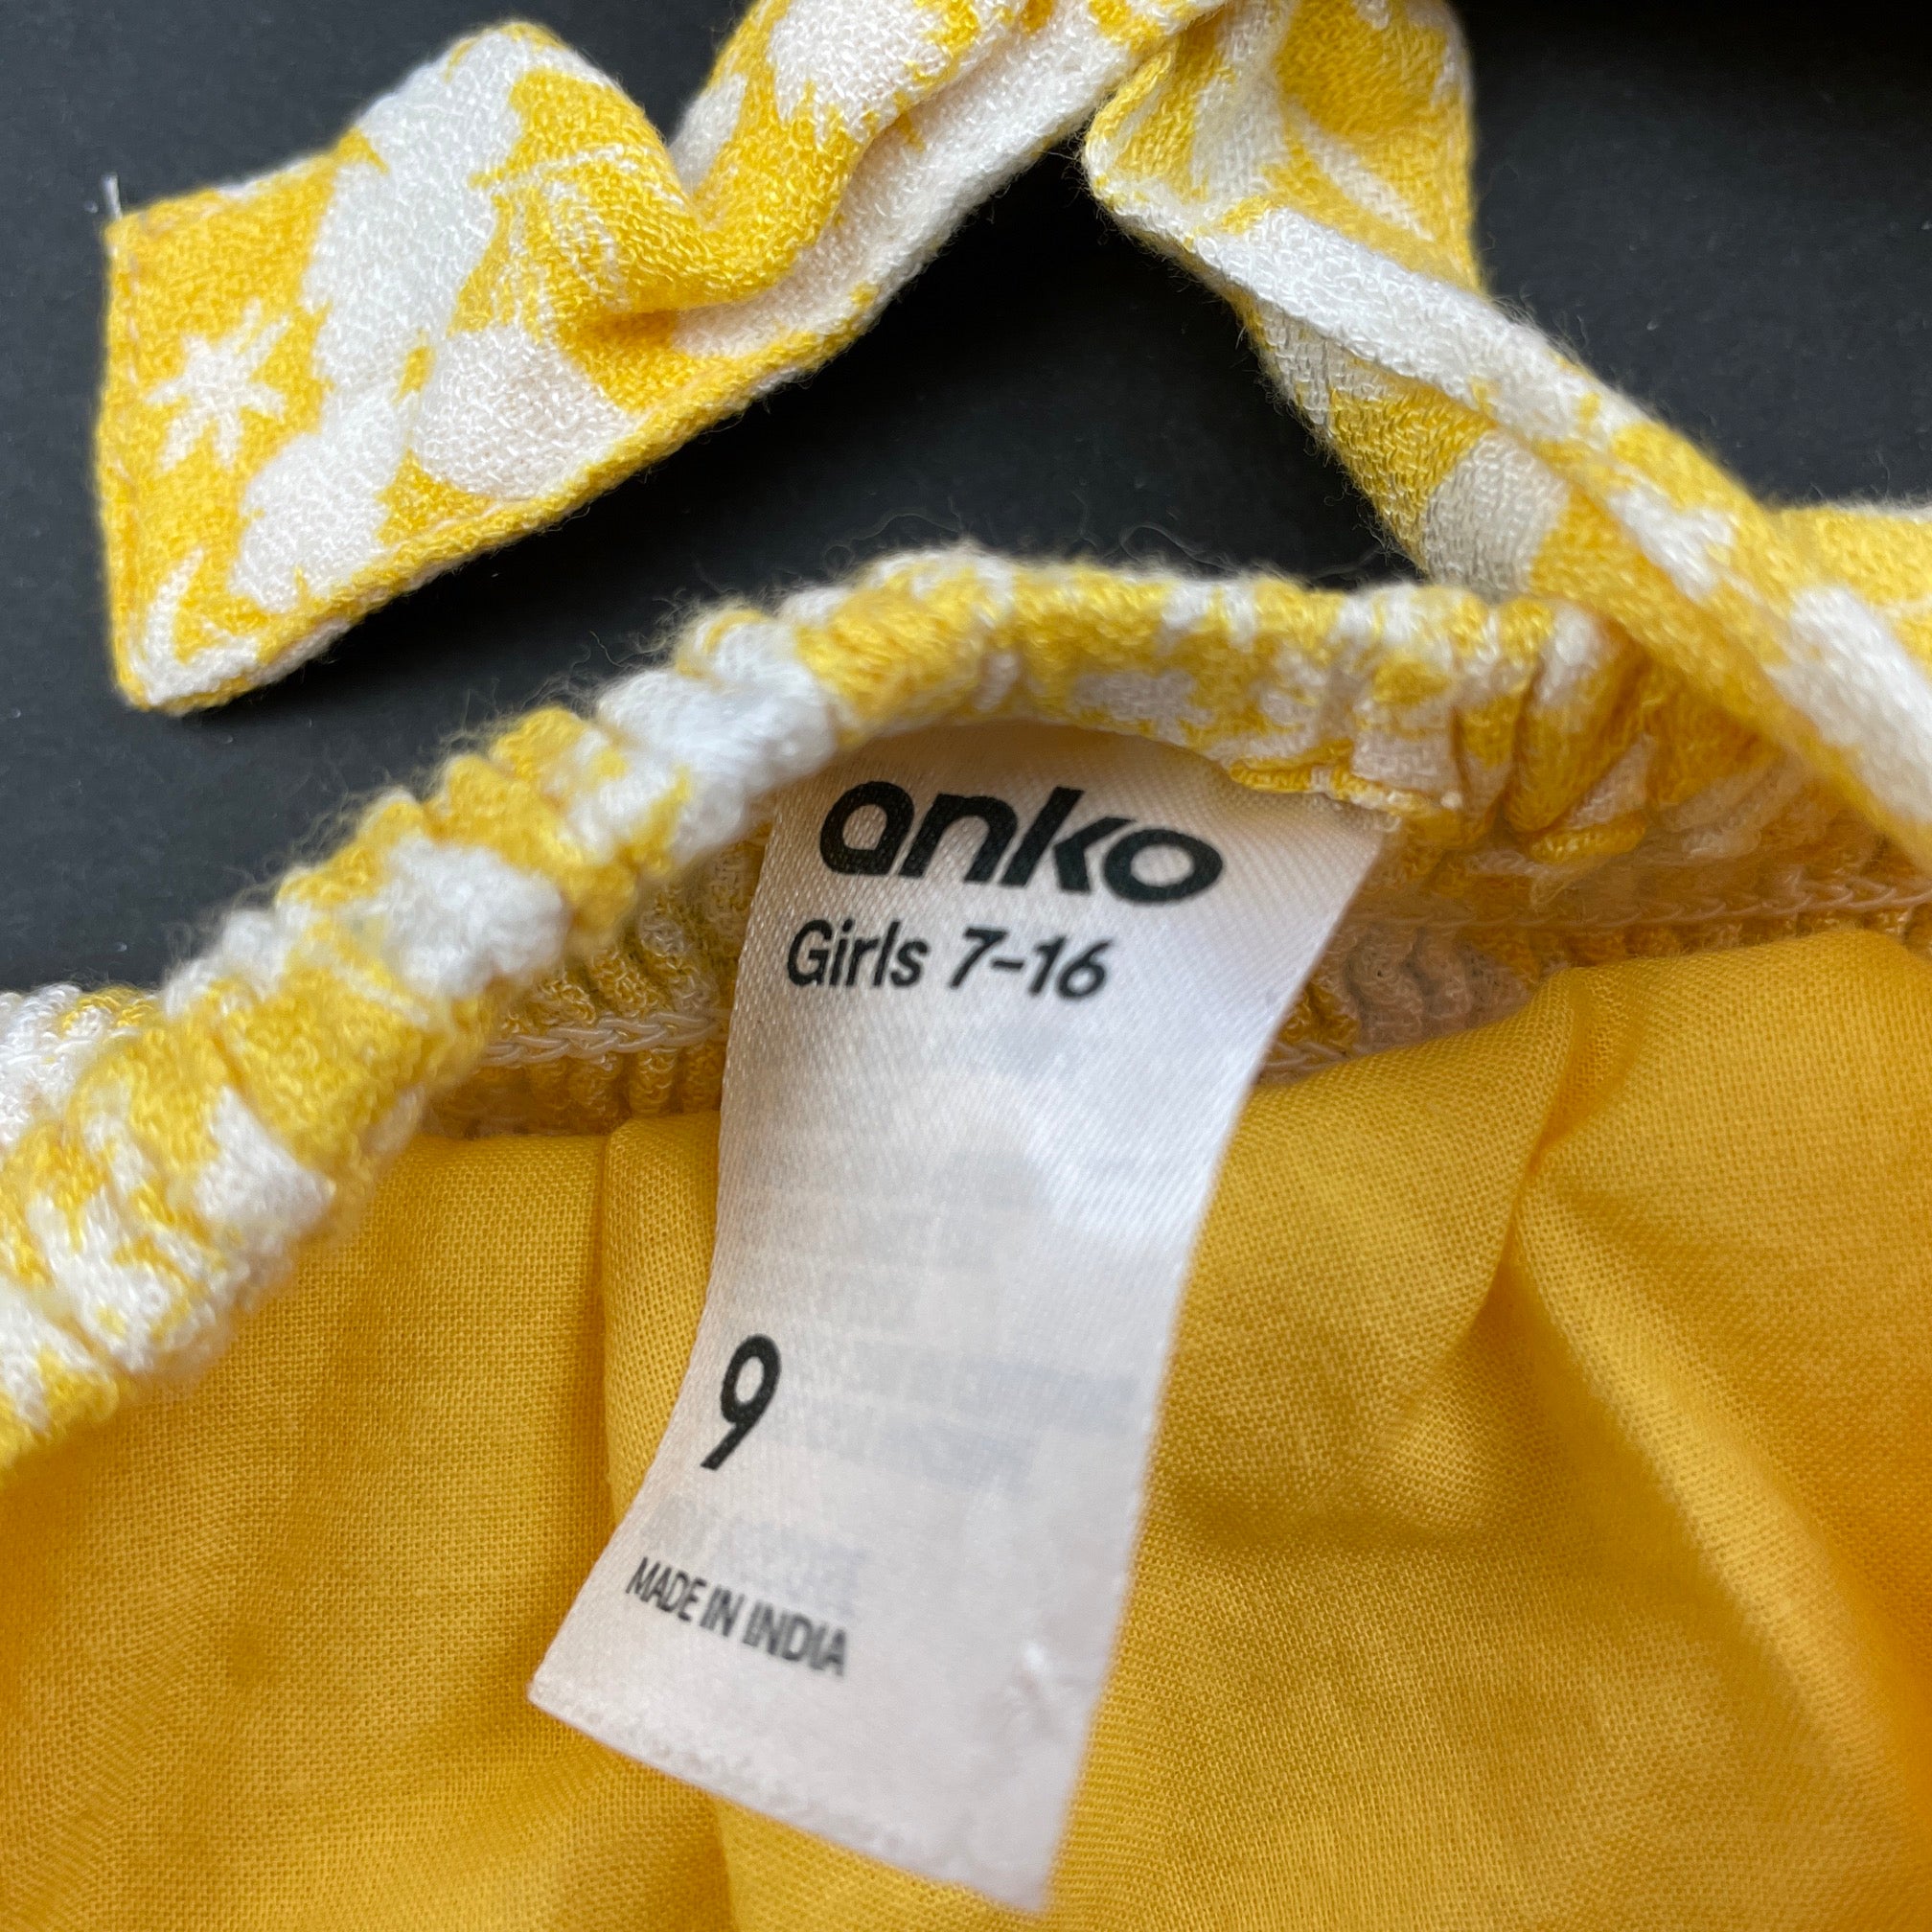 anko
Girls 7-16
9
MADE IN INDIA